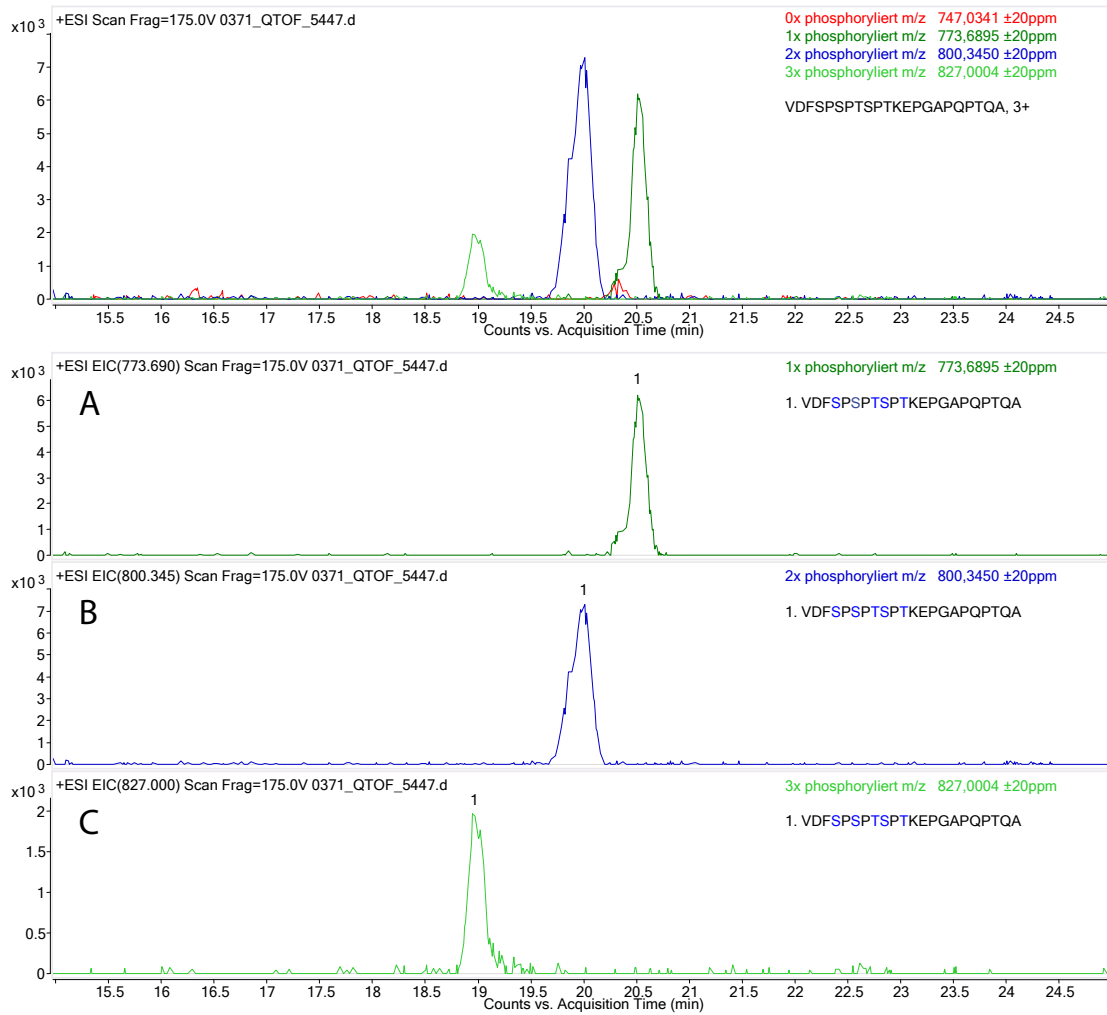 +ESI Scan Frag=175.0V 0371_QTOF_5447.d
x10 3
0x phosphoryliert m/z 747,0341 ±20ppm
1x phosphoryliert m/z 773,6895 ±20ppm
2x phosphoryliert m/z 800,3450 ±20ppm
3x phosphoryliert m/z 827,0004 ±20ppm
VDFSPSPTSPTKEPGAPQPTQA, 3+
7
6
5
4
3
2
1
0
15.5 16 16.5 17 17.5 18 18.5 19 19.5 20 20.5 21 21.5 22 22.5 23 23.5 24 24.5
Counts vs. Acquisition Time (min)
+ESI EIC(773.690) Scan Frag=175.0V 0371_QTOF_5447.d
x10 3
A
1
1x phosphoryliert m/z 773,6895 ±20ppm
1. VDFSPSPTSPTKEPGAPQPTQA
6
5
4
3
2
1
0
+ESI EIC(800.345) Scan Frag=175.0V 0371_QTOF_5447.d
x10 3
B
1
2x phosphoryliert m/z 800,3450 ±20ppm
1. VDFSPSPTSPTKEPGAPQPTQA
7
6
5
4
3
2
1
0
+ESI EIC(827.000) Scan Frag=175.0V 0371_QTOF_5447.d
x10 3
C
1
3x phosphoryliert m/z 827,0004 ±20ppm
1. VDFSPSPTSPTKEPGAPQPTQA
2
1.5
1
0.5
0
15.5 16 16.5 17 17.5 18 18.5 19 19.5 20 20.5 21 21.5 22 22.5 23 23.5 24 24.5
Counts vs. Acquisition Time (min)